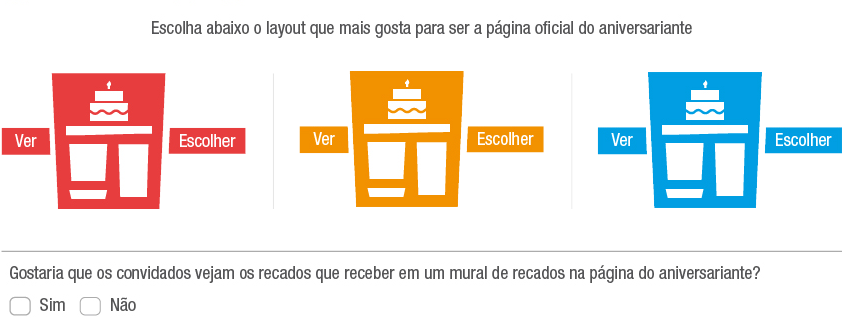 Escolha abaixo o layout que mais gosta para ser a página oficial do aniversariante
Ver Escolher Ver Escolher Ver Escolher
Gostaria que os convidados vejam os recados que receber em um mural de recados na página do aniversariante?
Sim Não